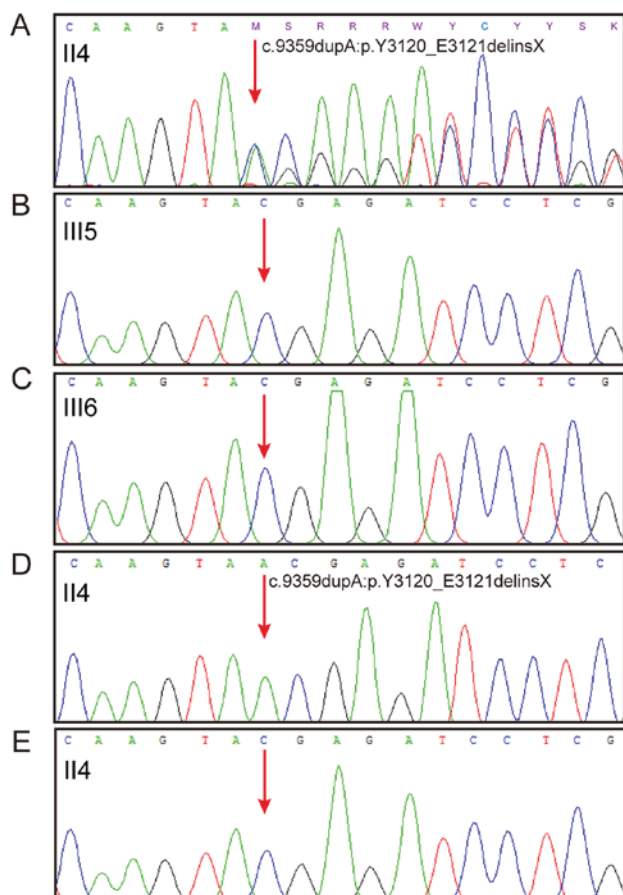 A
C A A G T A M S R R R W Y C Y Y S K
II4
c.9359dupA:p.Y3120_E3121delinsX
B
C A A G T A C G A G A T C C T C G
III5
C
C A A G T A C G A G A T C C T C G
III6
D
C A A G T A A C G A G A T C C T C
c.9359dupA:p.Y3120_E3121delinsX
II4
E
C A A G T A C G A G A T C C T C G
II4